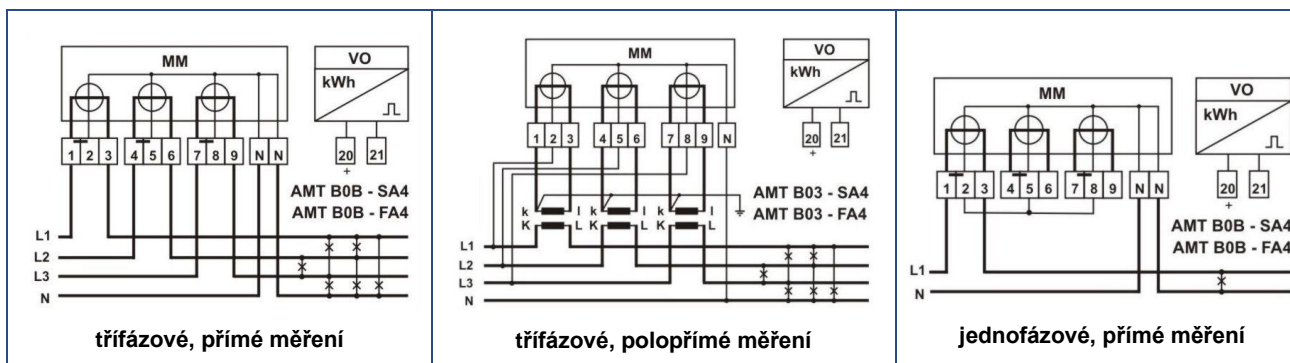 MM
VO
kWh
1 2 3 4 5 6 7 8 9 N N
20 21
+
AMT B0B - SA4
AMT B0B - FA4
L1
L2
L3
N
třífázové, přímé měření
MM
VO
kWh
1 2 3 4 5 6 7 8 9 N
20 21
+
AMT B03 - SA4
AMT B03 - FA4
k l k l k l
K L K L K L
L1
L2
L3
N
třífázové, polopřímé měření
MM
VO
kWh
1 2 3 4 5 6 7 8 9 N N
20 21
+
AMT B0B - SA4
AMT B0B - FA4
L1
N
jednofázové, přímé měření